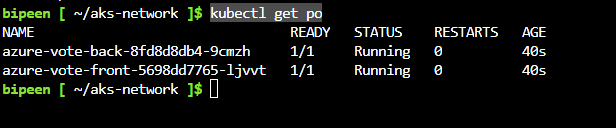 bipeen [ ~/aks-network ]$ kubectl get po
NAME READY STATUS RESTARTS AGE
azure-vote-back-8fd8d8db4-9cmzh 1/1 Running 0 40s
azure-vote-front-5698dd7765-ljvvt 1/1 Running 0 40s
bipeen [ ~/aks-network ]$